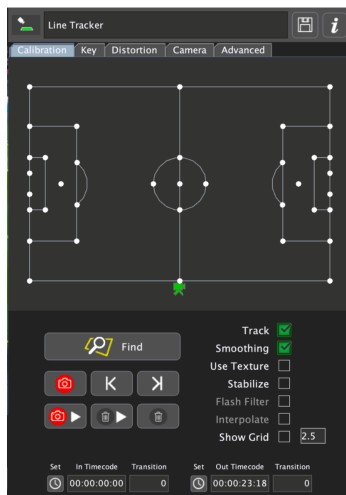 Line Tracker
Calibration Key Distortion Camera Advanced
Track
Find
Smoothing
Use Texture
Stabilize
Flash Filter
Interpolate
Show Grid 2.5
Set In Timecode Transition Set Out Timecode Transition
00:00:00:00 0 00:00:23:18 0